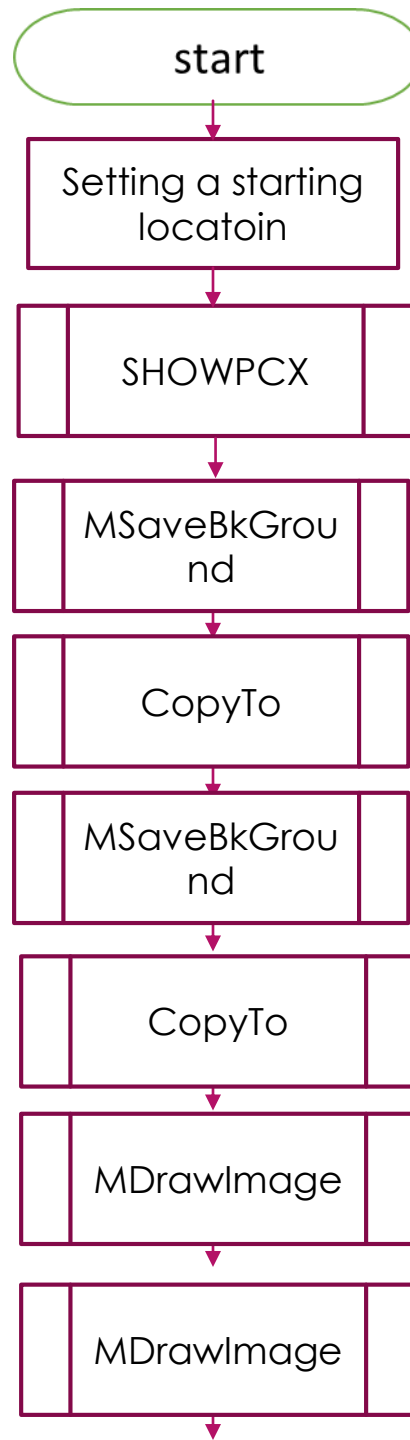 start
Setting a starting
locatoin
SHOWPCX
MSaveBkGrou
nd
CopyTo
MSaveBkGrou
nd
CopyTo
MDrawImage
MDrawImage